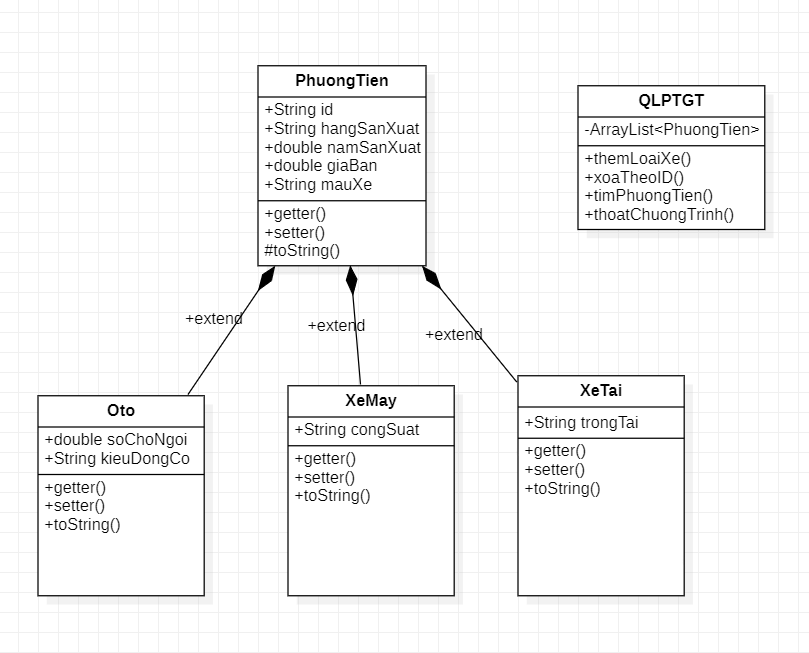 PhuongTien
+String id
+String hangSanXuat
+double namSanXuat
+double giaBan
+String mauXe
+getter()
+setter()
#toString()
QLPTGT
-ArrayList<PhuongTien>
+themLoaiXe()
+xoaTheoID()
+timPhuongTien()
+thoatChuongTrinh()
+extend
+extend
+extend
Oto
+double soChoNgoi
+String kieuDongCo
+getter()
+setter()
+toString()
XeMay
+String congSuat
+getter()
+setter()
+toString()
XeTai
+String trongTai
+getter()
+setter()
+toString()